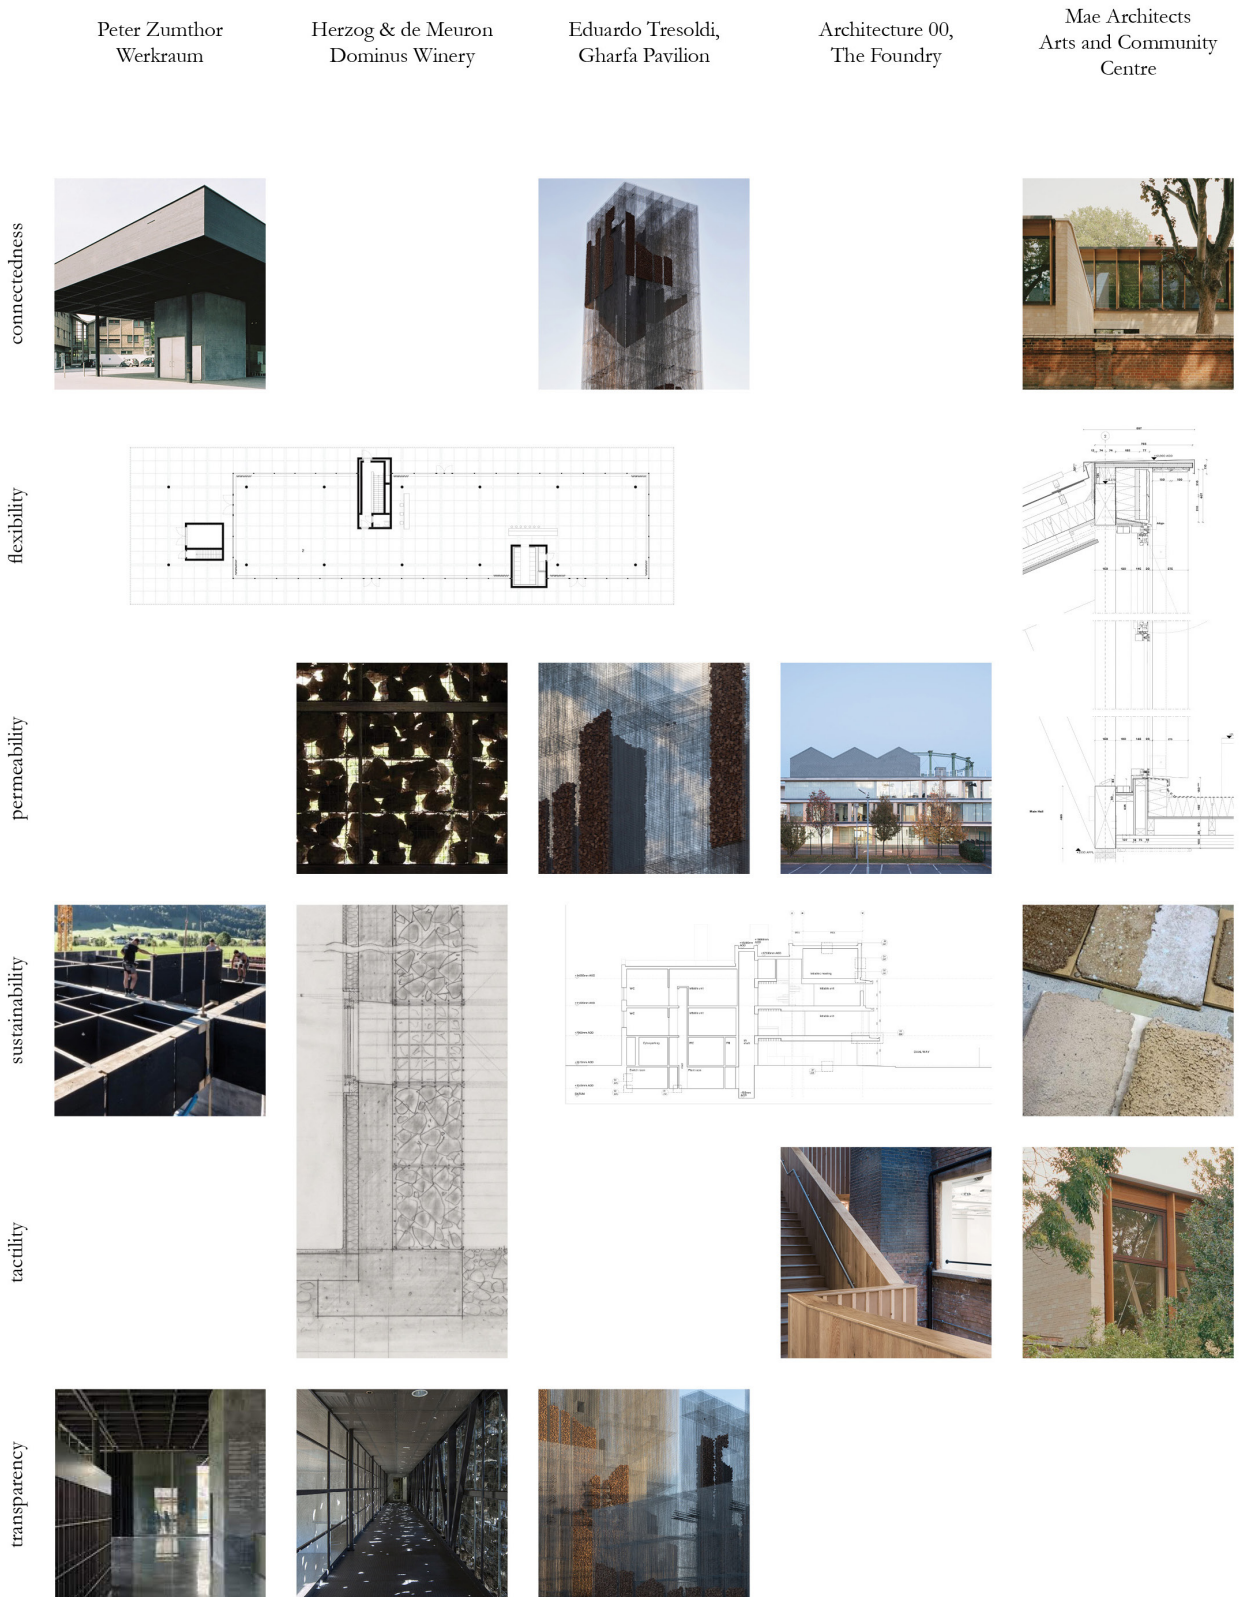 Peter Zumthor
Werkraum
Herzog & de Meuron
Dominus Winery
Eduardo Tresoldi,
Gharfa Pavilion
Architecture 00,
The Foundry
Mae Architects
Arts and Community
Centre
connectedness
flexibility
permeability
sustainability
tactility
transparency